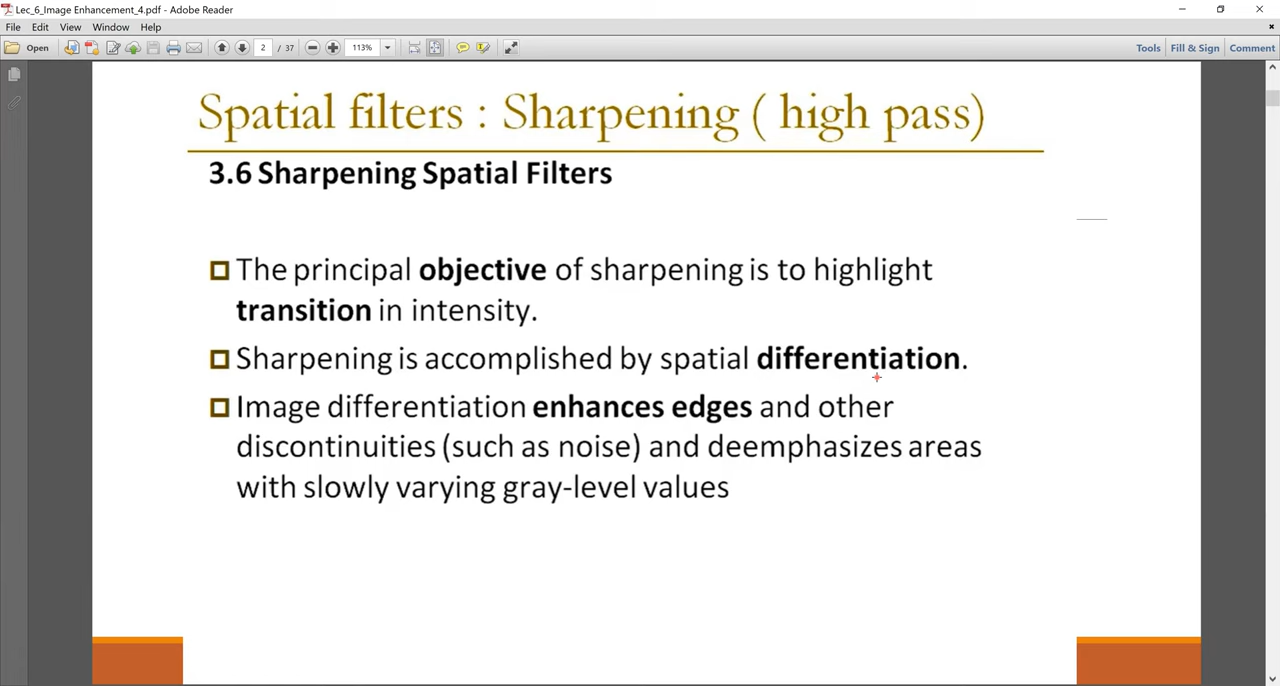 Lec_6_Image Enhancement_4.pdf - Adobe Reader
File Edit View Window Help
Open 2 / 37 113% Tools Fill & Sign Comment
Spatial filters : Sharpening ( high pass)
3.6 Sharpening Spatial Filters
The principal objective of sharpening is to highlight
transition in intensity.
Sharpening is accomplished by spatial differentiation.
Image differentiation enhances edges and other
discontinuities (such as noise) and deemphasizes areas
with slowly varying gray-level values